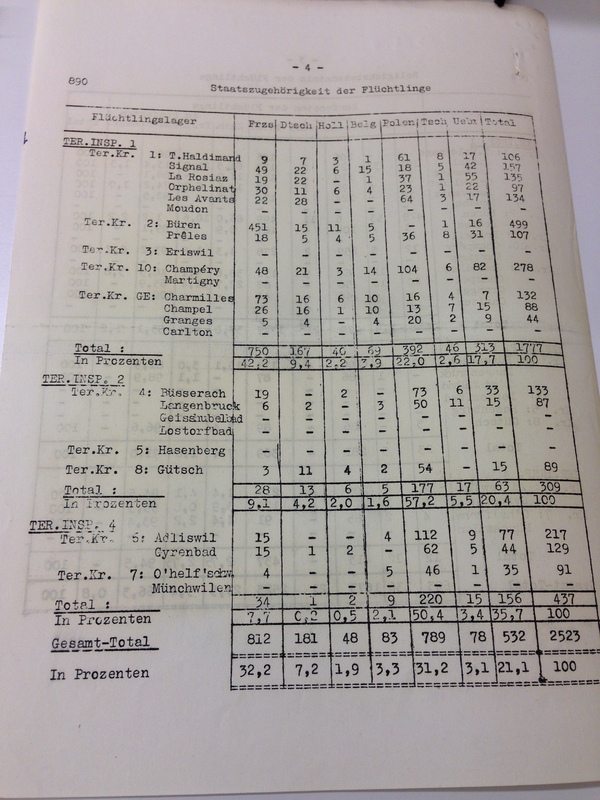 - 4 -
890
Staatszugehörigkeit der Flüchtlinge
Flüchtlingslager Frzs Dtsch Holl Belg Polon Tsch Uebr Total
TER.INSP. 1
Ter.Kr. 1: T.Haldimand 9 7 3 1 61 8 17 106
Signal 49 22 6 15 18 5 42 157
La Rosiaz 19 22 - 1 37 1 55 135
Orphelinat 30 11 6 4 23 1 22 97
Les Avants 22 28 - - 64 3 17 134
Moudon - - - - - - - -
Ter.Kr. 2: Büren 451 15 11 5 - 1 16 499
Prêles 18 5 4 5 36 8 31 107
Ter.Kr. 3: Eriswil - - - - - - - -
Ter.Kr. 10: Champéry 48 21 3 14 104 6 82 278
Martigny - - - - - - - -
Ter.Kr. GE: Charmilles 73 16 6 10 16 4 7 132
Champel 26 16 1 10 13 7 15 88
Granges 5 4 - 4 20 2 9 44
Carlton - - - - - - - -
Total : 750 167 40 69 392 46 313 1777
In Prozenten 42,2 9,4 2,2 3,9 22,0 2,6 17,7 100
TER.INSP. 2
Ter.Kr. 4: Büsserach 19 - 2 - 73 6 33 133
Langenbruck 6 2 - 3 50 11 15 87
Geisshubelbad - - - - - - - -
Lostorfbad - - - - - - - -
Ter.Kr. 5: Hasenberg - - - - - - - -
Ter.Kr. 8: Gütsch 3 11 4 2 54 - 15 89
Total : 28 13 6 5 177 17 63 309
In Prozenten 9,1 4,2 2,0 1,6 57,2 5,5 20,4 100
TER.INSP. 4
Ter.Kr. 6: Adliswil 15 - - 4 112 9 77 217
Gyrenbad 15 1 2 - 62 5 44 129
Ter.Kr. 7: O'helf'schw. 4 - - 5 46 1 35 91
Münchwilen - - - - - - - -
Total : 34 1 2 9 220 15 156 437
In Prozenten 7,7 0,2 0,5 2,1 50,4 3,4 35,7 100
Gesamt-Total 812 181 48 83 789 78 532 2523
In Prozenten 32,2 7,2 1,9 3,3 31,2 3,1 21,1 100